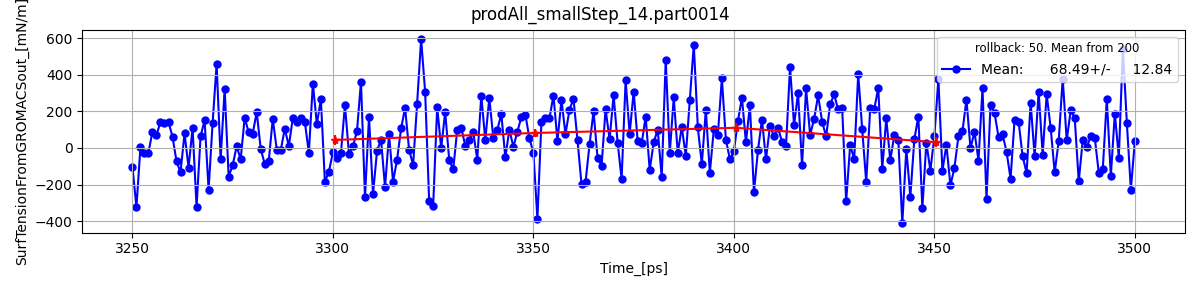 prodAll_smallStep_14.part0014
SurfTensionFromGROMACSout_[mN/m]
600
400
200
0
−200
−400
rollback: 50. Mean from 200
Mean: 68.49+/- 12.84
3250
3300
3350
3400
3450
3500
Time_[ps]